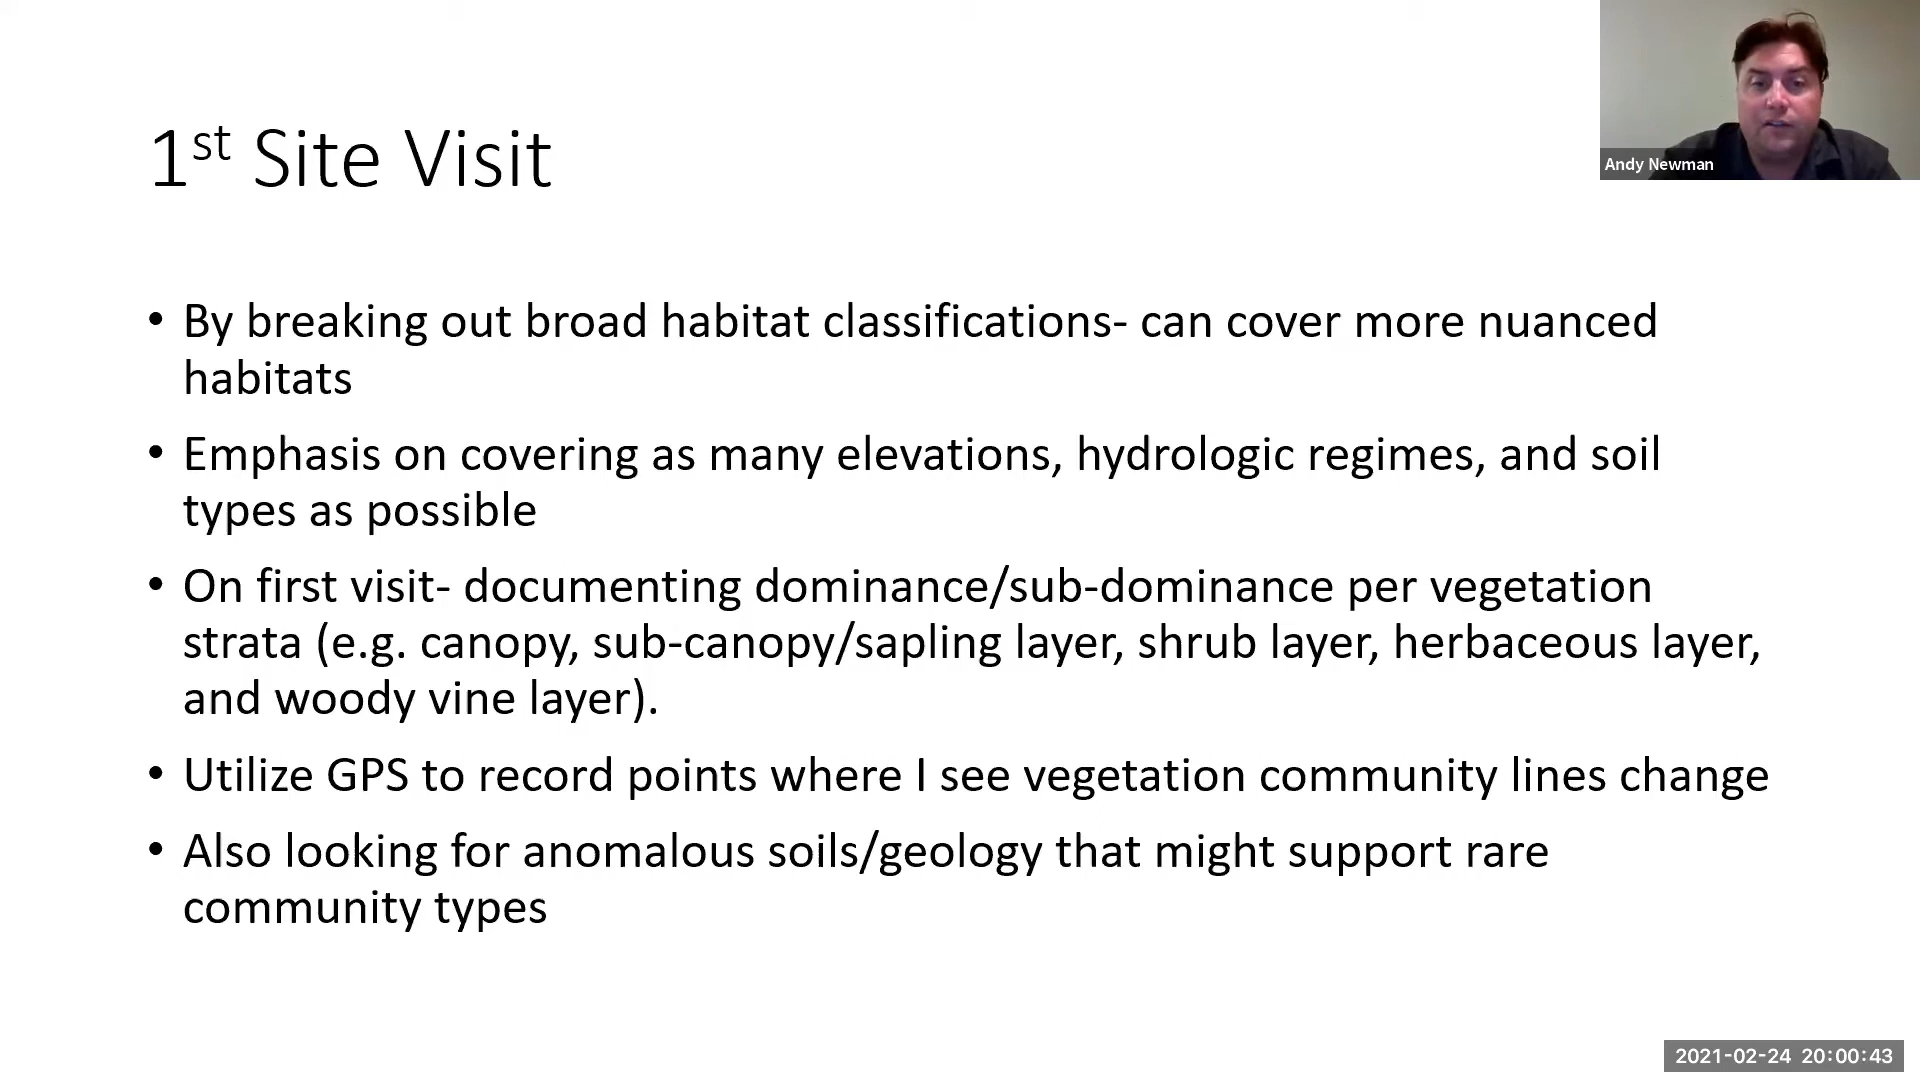 1st Site Visit
Andy Newman
• By breaking out broad habitat classifications- can cover more nuanced
habitats
• Emphasis on covering as many elevations, hydrologic regimes, and soil
types as possible
• On first visit- documenting dominance/sub-dominance per vegetation
strata (e.g. canopy, sub-canopy/sapling layer, shrub layer, herbaceous layer,
and woody vine layer).
• Utilize GPS to record points where I see vegetation community lines change
• Also looking for anomalous soils/geology that might support rare
community types
2021-02-24 20:00:43